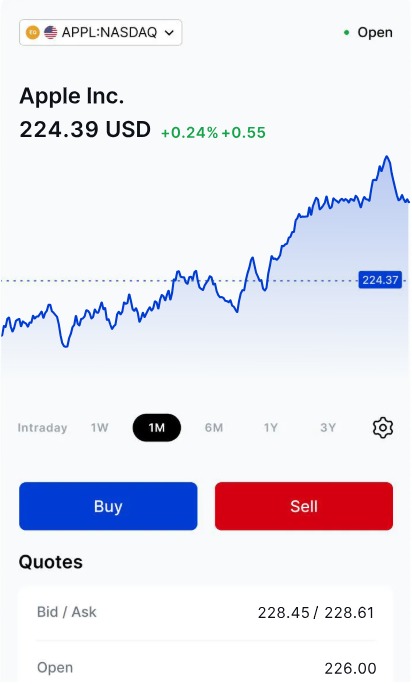 APPL:NASDAQ
Open
Apple Inc.
224.39 USD +0.24% +0.55
224.37
Intraday 1W 1M 6M 1Y 3Y
Buy Sell
Quotes
Bid / Ask 228.45 / 228.61
Open 226.00